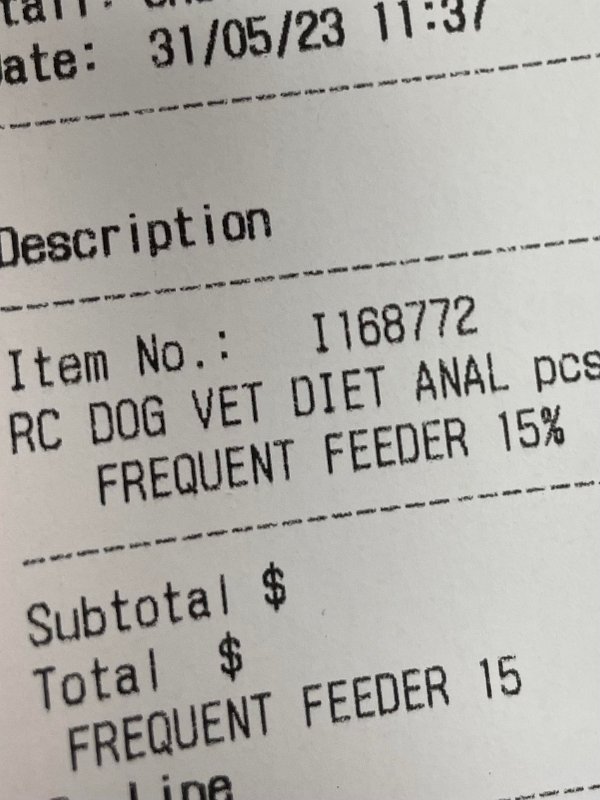 Date: 31/05/23 11:37
Description
Item No.: I168772
RC DOG VET DIET ANAL pcs
FREQUENT FEEDER 15%
Subtotal $
Total $
FREQUENT FEEDER 15
Line